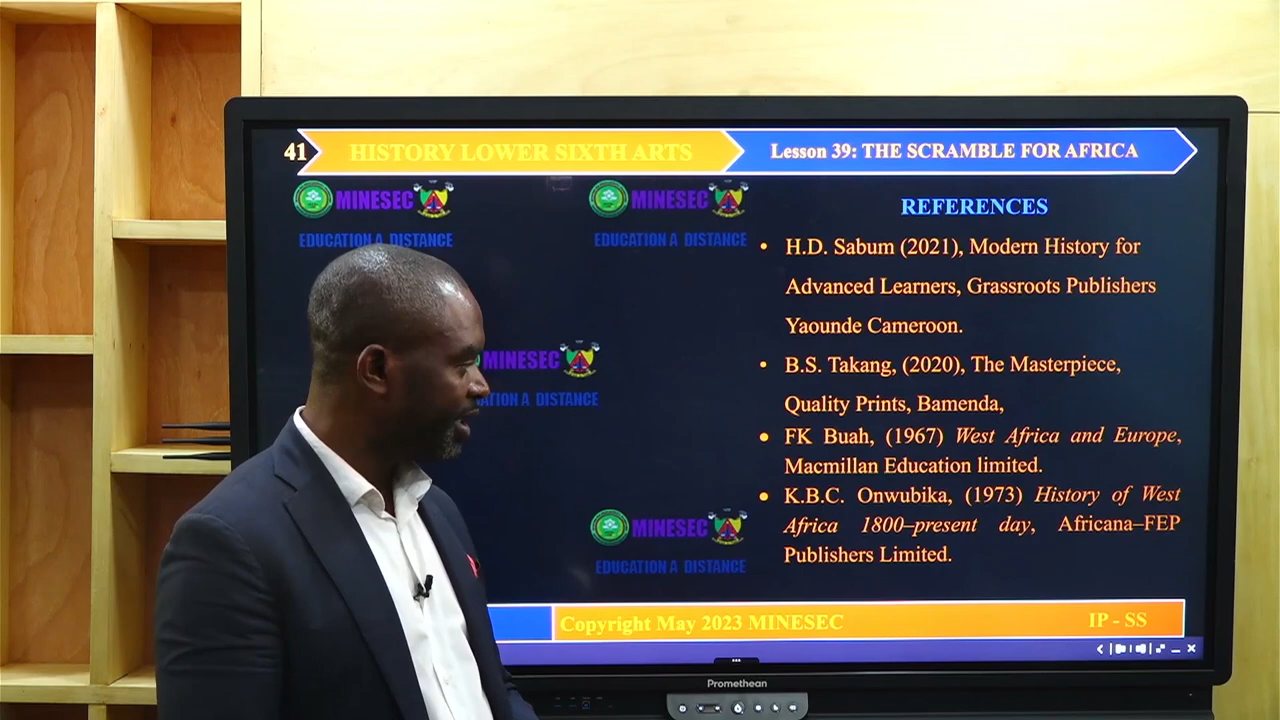 41
HISTORY LOWER SIXTH ARTS
Lesson 39: THE SCRAMBLE FOR AFRICA
MINESEC
EDUCATION A DISTANCE
MINESEC
EDUCATION A DISTANCE
REFERENCES
• H.D. Sabum (2021), Modern History for
Advanced Learners, Grassroots Publishers
Yaounde Cameroon.
MINESEC
ATION A DISTANCE
• B.S. Takang, (2020), The Masterpiece,
Quality Prints, Bamenda,
• FK Buah, (1967) West Africa and Europe,
Macmillan Education limited.
• K.B.C. Onwubika, (1973) History of West
Africa 1800–present day, Africana–FEP
Publishers Limited.
MINESEC
EDUCATION A DISTANCE
Copyright May 2023 MINESEC
IP - SS
Promethean